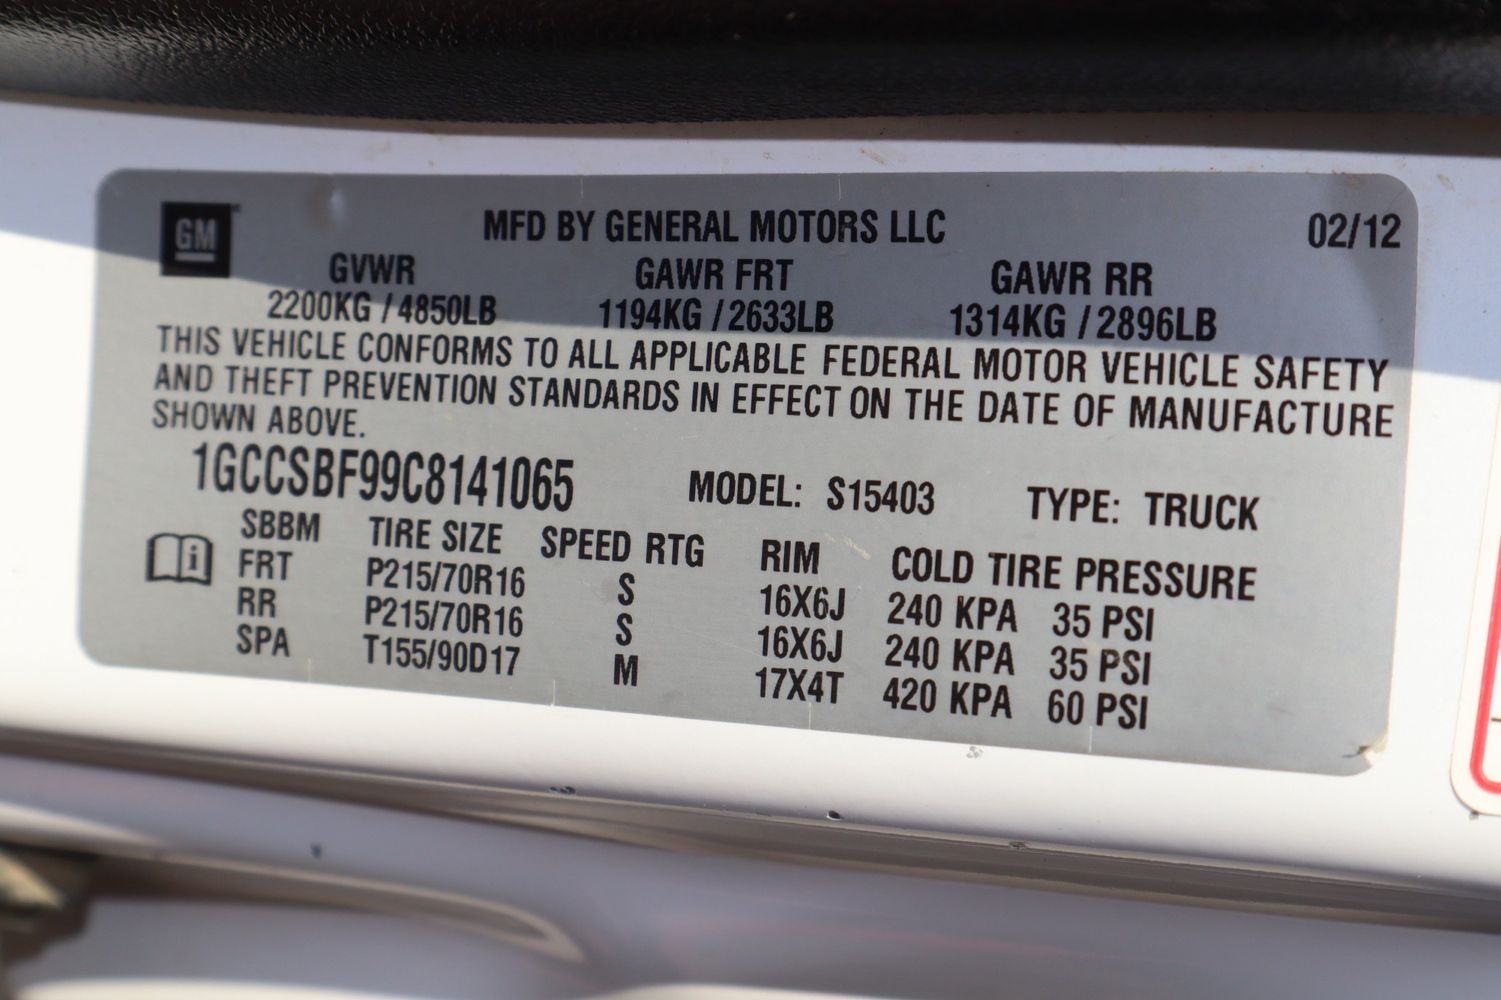 GM
MFD BY GENERAL MOTORS LLC 02/12
GVWR GAWR FRT GAWR RR
2200KG / 4850LB 1194KG / 2633LB 1314KG / 2896LB
THIS VEHICLE CONFORMS TO ALL APPLICABLE FEDERAL MOTOR VEHICLE SAFETY
AND THEFT PREVENTION STANDARDS IN EFFECT ON THE DATE OF MANUFACTURE
SHOWN ABOVE.
1GCCSBF99C8141065 MODEL: S15403 TYPE: TRUCK
SBBM TIRE SIZE SPEED RTG RIM COLD TIRE PRESSURE
FRT P215/70R16 S 16X6J 240 KPA 35 PSI
RR P215/70R16 S 16X6J 240 KPA 35 PSI
SPA T155/90D17 M 17X4T 420 KPA 60 PSI